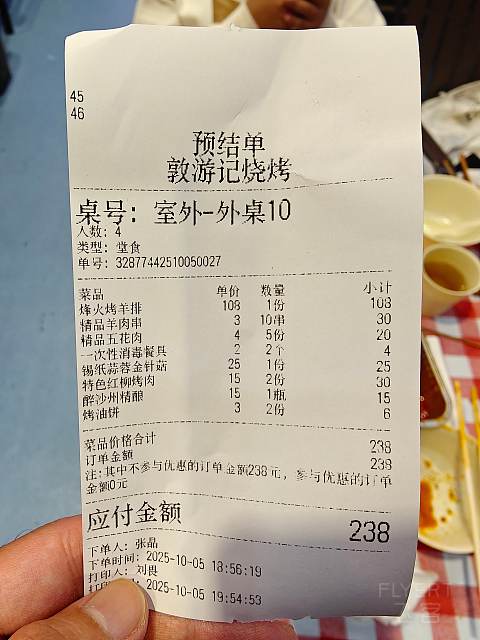 45
46
预结单
敦游记烧烤
桌号：室外-外桌10
人数：4
类型：堂食
单号：32877442510050027
菜品 单价 数量 小计
烽火烤羊排 108 1份 108
精品羊肉串 3 10串 30
精品五花肉 4 5份 20
一次性消毒餐具 2 2个 4
锡纸蒜蓉金针菇 25 1份 25
特色红柳烤肉 15 2份 30
醉沙州精酿 15 1瓶 15
烤油饼 3 2份 6
菜品价格合计 238
订单金额 238
注：其中不参与优惠的订单金额238元，参与优惠的订单
金额0元
应付金额 238
下单人：张晶
下单时间：2025-10-05 18:56:19
打印人：刘畏
2025-10-05 19:54:53
FLYERT